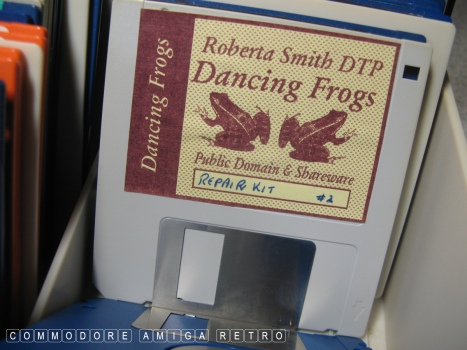 Dancing Frogs
Roberta Smith DTP
Dancing Frogs
Public Domain & Shareware
REPAIR KIT #2
COMMODORE AMIGA RETRO